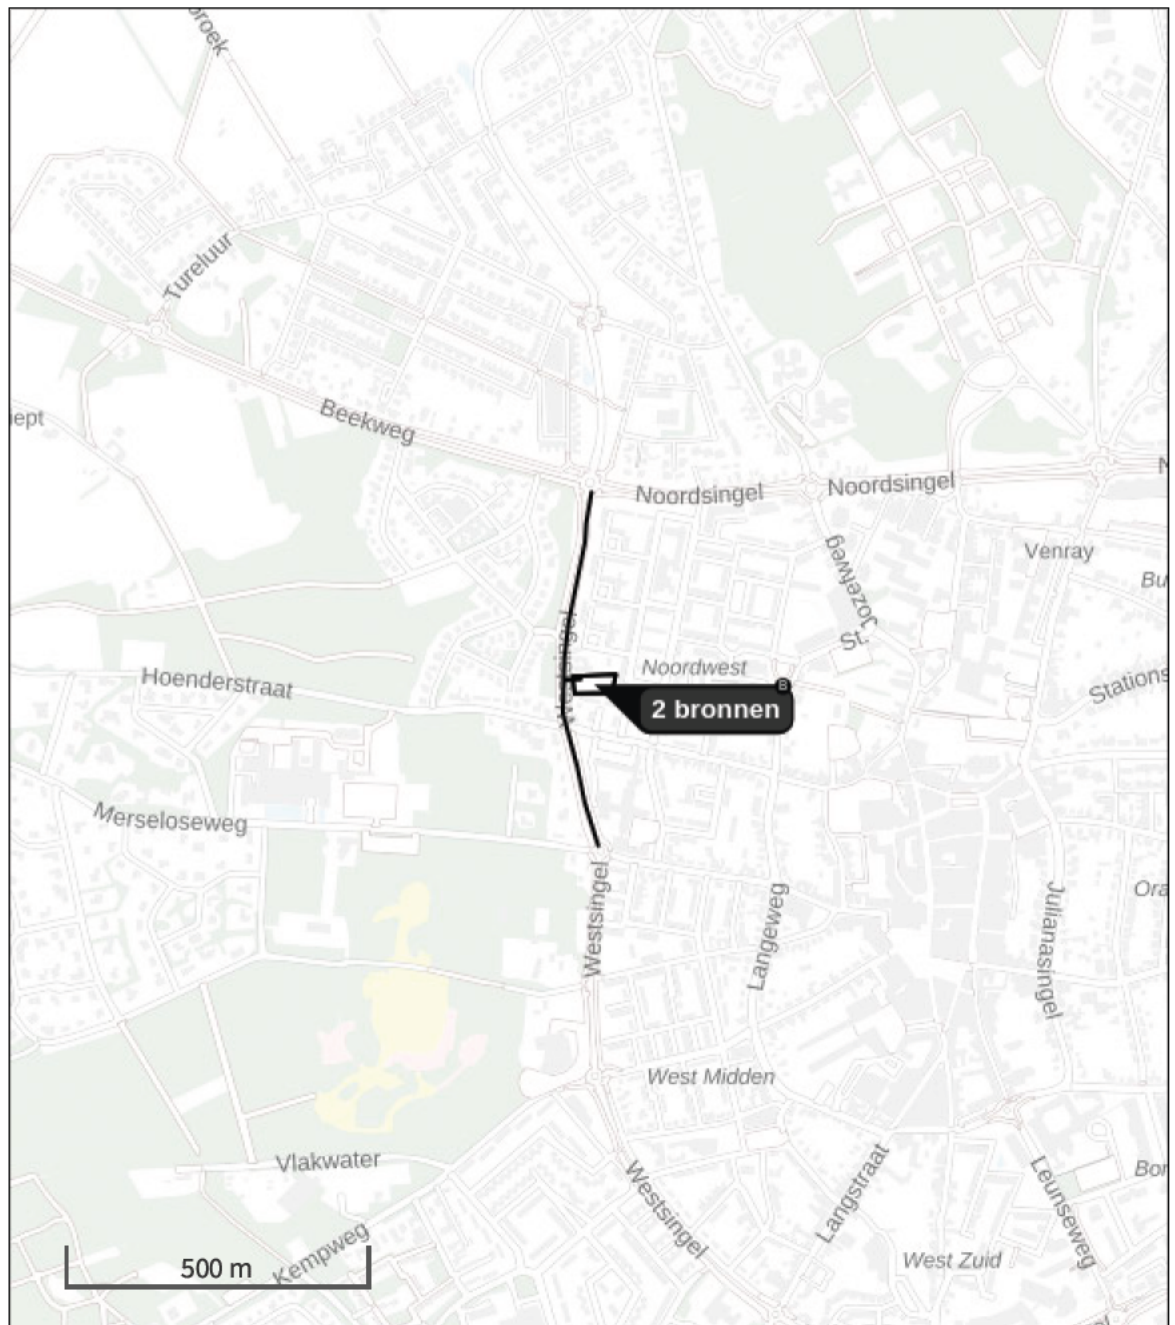 Tureluur
Beekweg
Noordsingel
Noordsingel
Venray
St. Jozefweg
Westsingel
Noordwest
2 bronnen
Hoenderstraat
Merseloseweg
Westsingel
Langeweg
Julianasingel
West Midden
Vlakwater
Westsingel
Langstraat
Leunseweg
West Zuid
Kempweg
500 m